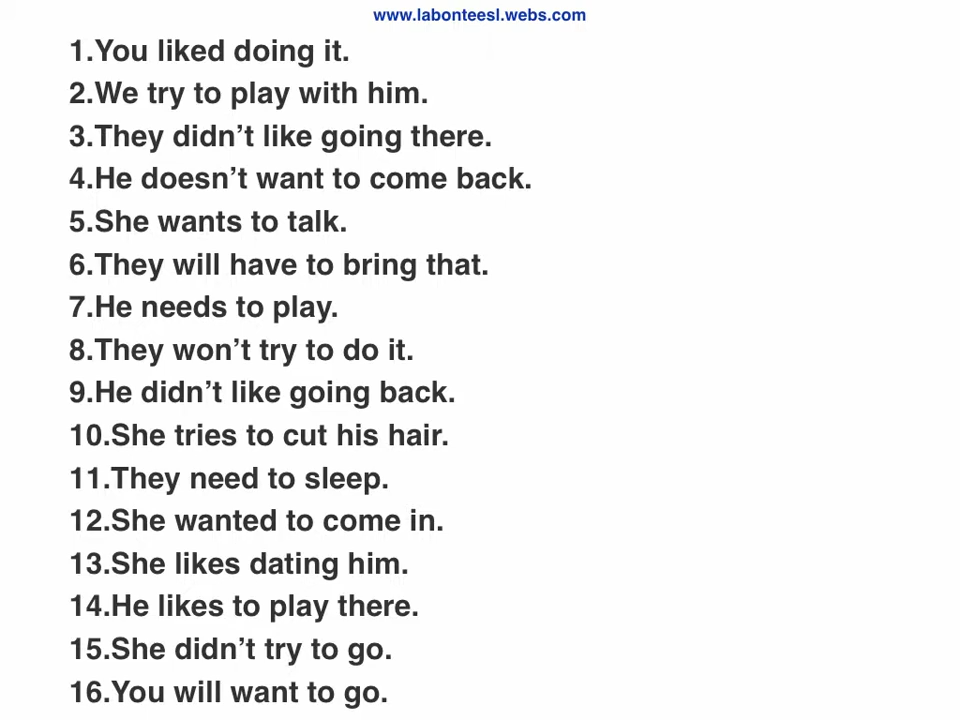 www.labonteesl.webs.com
1.You liked doing it.
2.We try to play with him.
3.They didn’t like going there.
4.He doesn’t want to come back.
5.She wants to talk.
6.They will have to bring that.
7.He needs to play.
8.They won’t try to do it.
9.He didn’t like going back.
10.She tries to cut his hair.
11.They need to sleep.
12.She wanted to come in.
13.She likes dating him.
14.He likes to play there.
15.She didn’t try to go.
16.You will want to go.